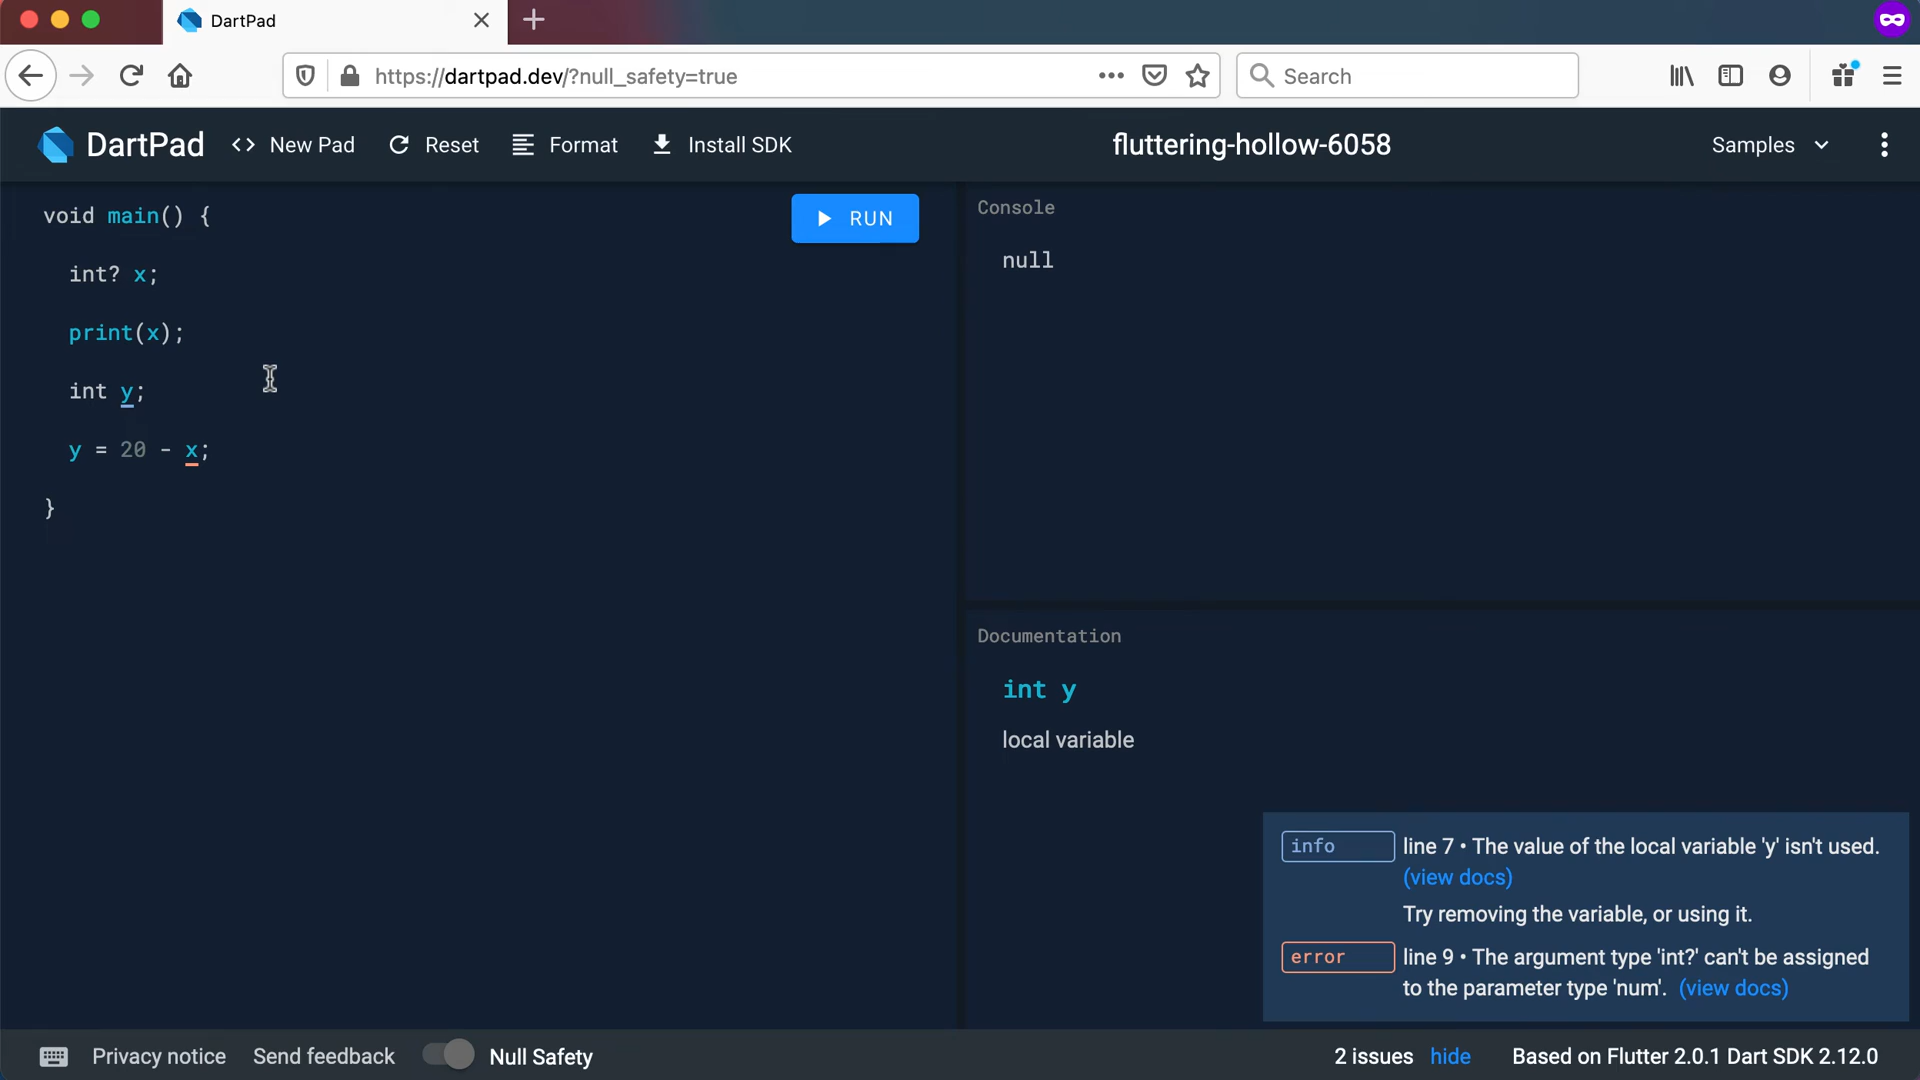 DartPad
https://dartpad.dev/?null_safety=true
Search
DartPad
<> New Pad
Reset
Format
Install SDK
fluttering-hollow-6058
Samples
void main() {
RUN
int? x;
print(x);
int y;
y = 20 - x;
}
Console
null
Documentation
int y
local variable
info line 7 • The value of the local variable 'y' isn't used.
(view docs)
Try removing the variable, or using it.
error line 9 • The argument type 'int?' can't be assigned
to the parameter type 'num'. (view docs)
Privacy notice
Send feedback
Null Safety
2 issues hide
Based on Flutter 2.0.1 Dart SDK 2.12.0